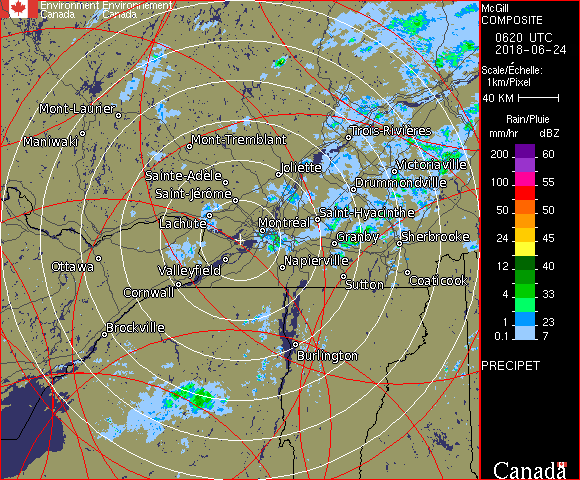 Environment Environnement
Canada Canada
McGill
COMPOSITE
0620 UTC
2018-06-24
Scale/Échelle:
1km/Pixel
40 KM
Rain/Pluie
mm/hr dBZ
200 60
100 55
50 50
24 45
12 40
4 33
2 28
1 23
0.1 7
PRECIPET
Canada
Mont-Laurier
Maniwaki
Mont-Tremblant
Trois-Rivières
Sainte-Adèle
Joliette
Victoriaville
Saint-Jérôme
Drummondville
Lachute
Montréal
Saint-Hyacinthe
Granby
Sherbrooke
Ottawa
Valleyfield
Napierville
Cornwall
Sutton
Coaticook
Brockville
Burlington